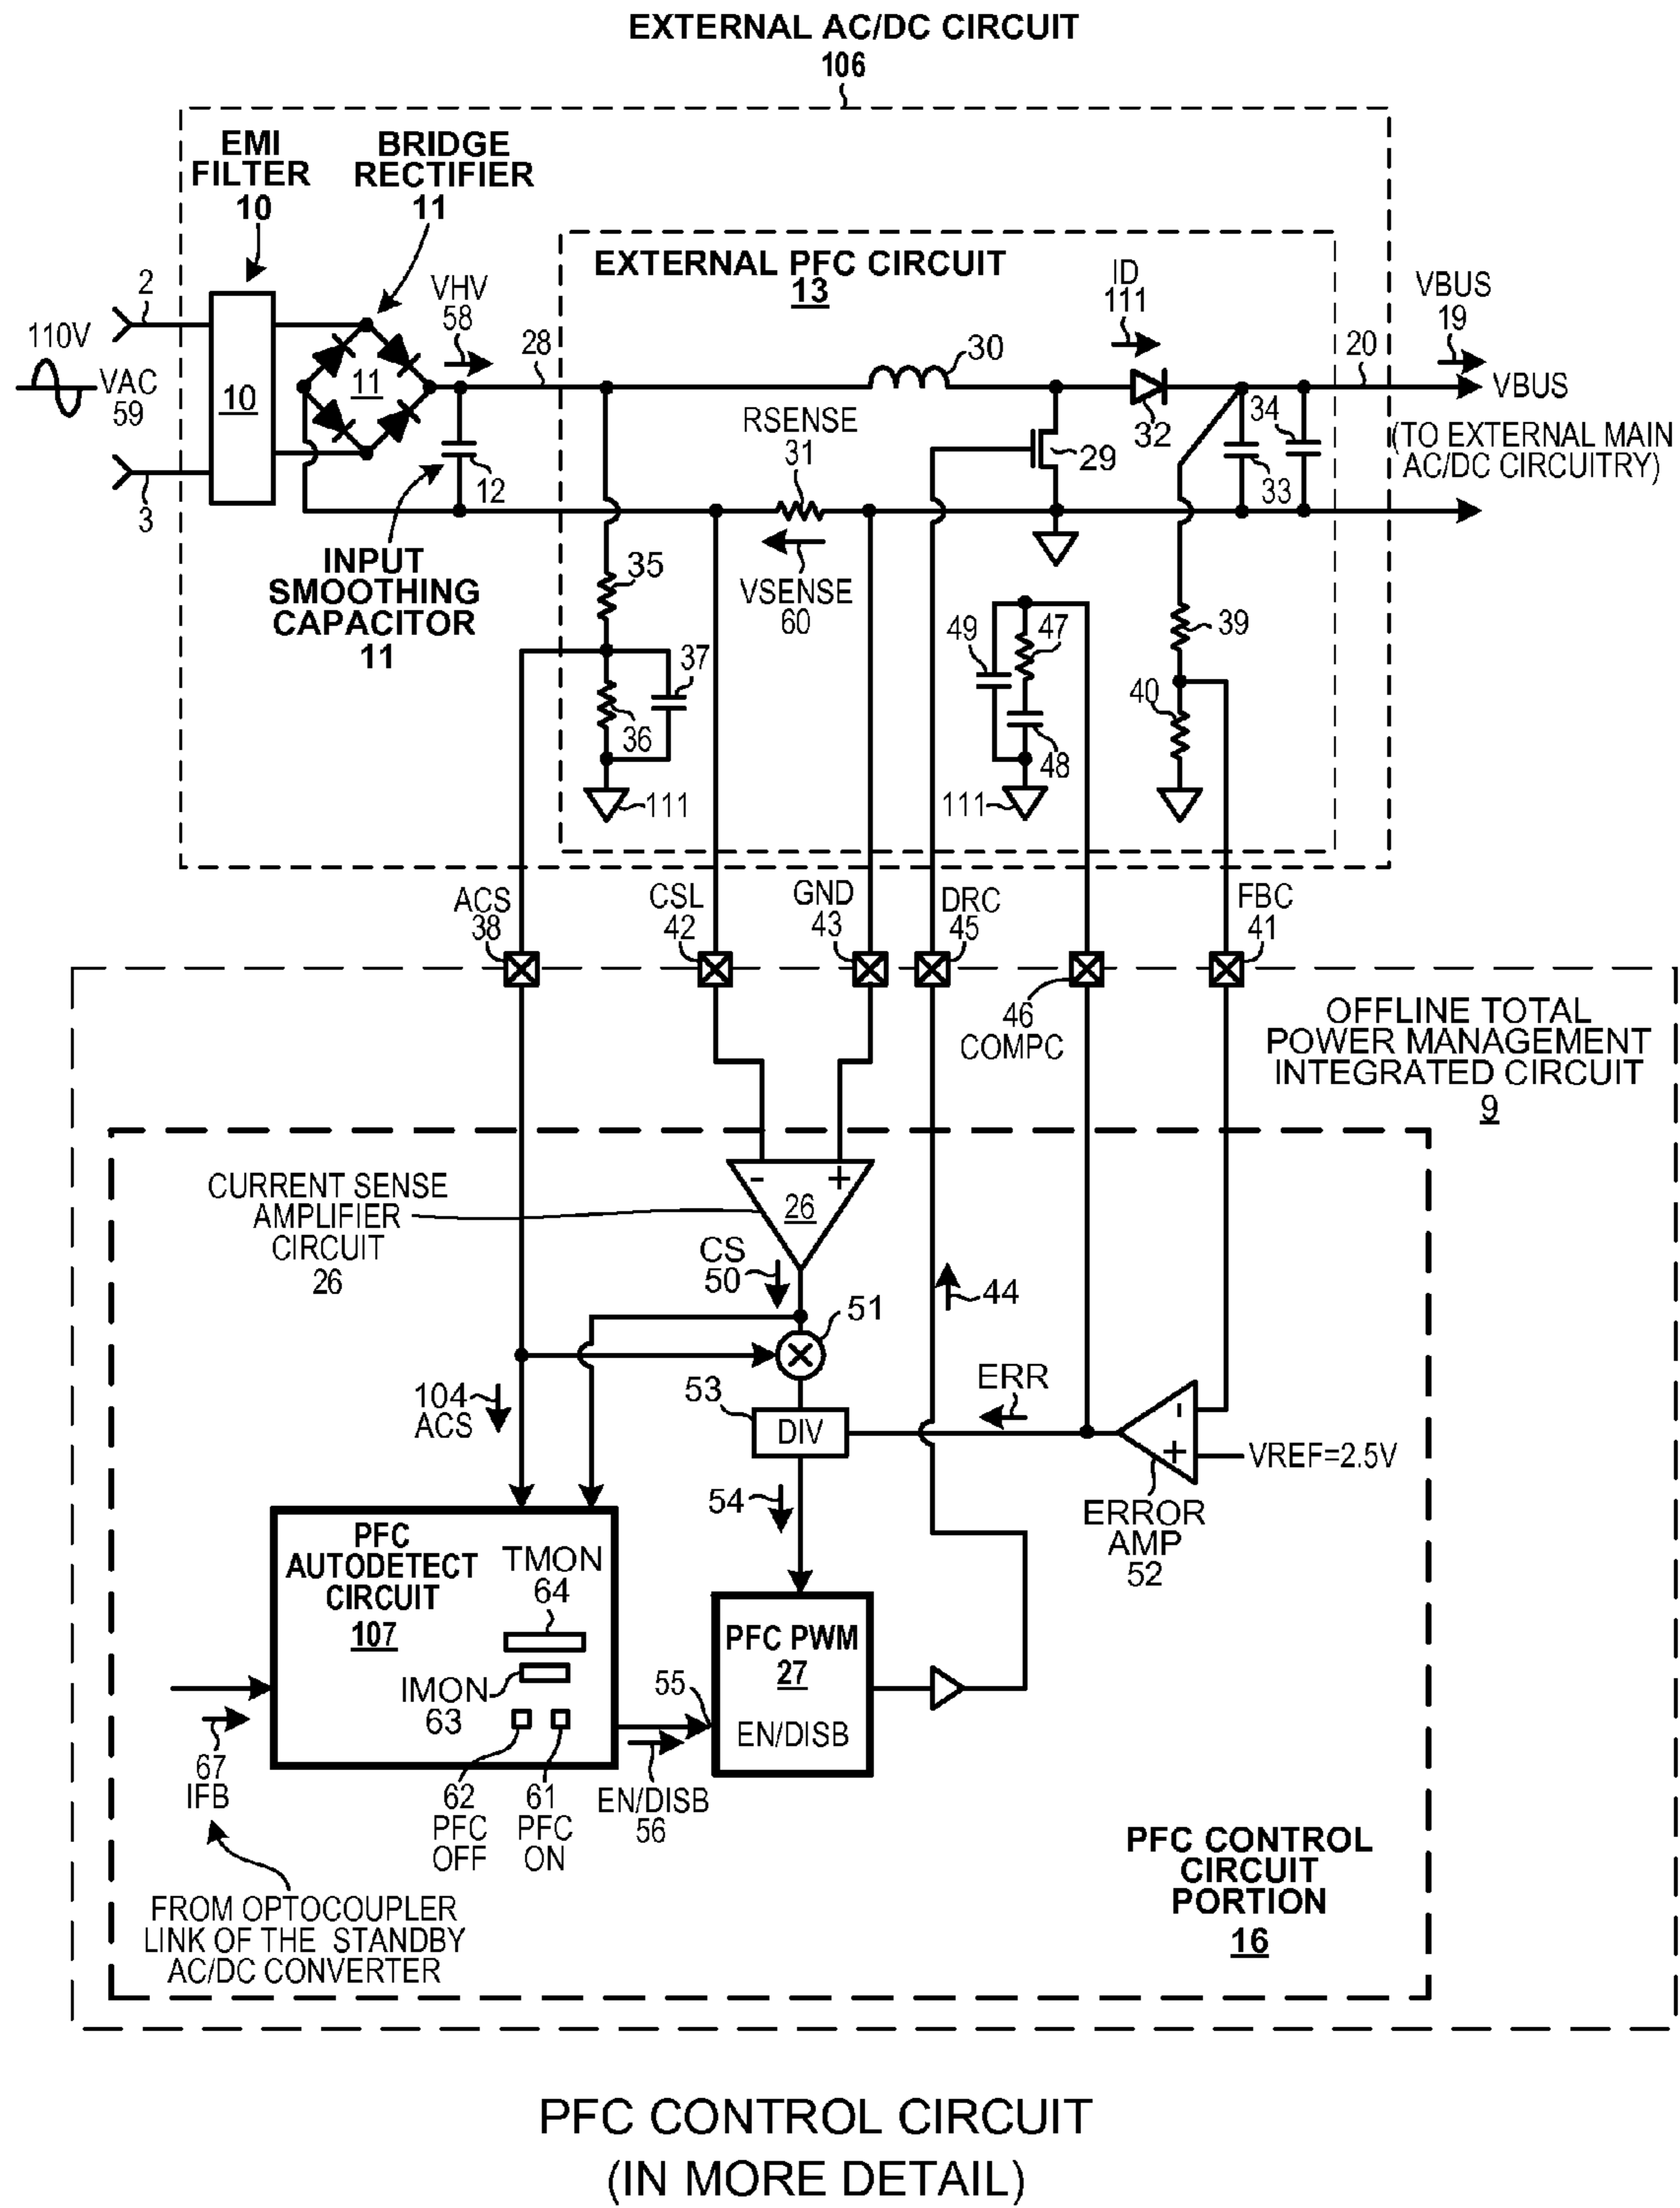 EXTERNAL AC/DC CIRCUIT
106
EMI
FILTER
10
BRIDGE
RECTIFIER
11
EXTERNAL PFC CIRCUIT
13
ID
111
VBUS
19
2
VHV
58
110V
VAC
59
10
11
28
30
20
VBUS
RSENSE
31
32
34
(TO EXTERNAL MAIN
AC/DC CIRCUITRY)
29
33
12
3
INPUT
SMOOTHING
CAPACITOR
11
35
VSENSE
60
49
47
39
37
36
40
48
111
111
ACS
38
CSL
42
GND
43
DRC
45
FBC
41
46
COMPC
OFFLINE TOTAL
POWER MANAGEMENT
INTEGRATED CIRCUIT
9
CURRENT SENSE
AMPLIFIER
CIRCUIT
26
-
+
26
CS
50
44
51
104
ACS
53
DIV
ERR
-
+
VREF=2.5V
ERROR
AMP
52
54
PFC
AUTODETECT
CIRCUIT
107
TMON
64
IMON
63
PFC PWM
27
EN/DISB
55
67
IFB
62
PFC
OFF
61
PFC
ON
EN/DISB
56
FROM OPTOCOUPLER
LINK OF THE STANDBY
AC/DC CONVERTER
PFC CONTROL
CIRCUIT
PORTION
16
PFC CONTROL CIRCUIT
(IN MORE DETAIL)